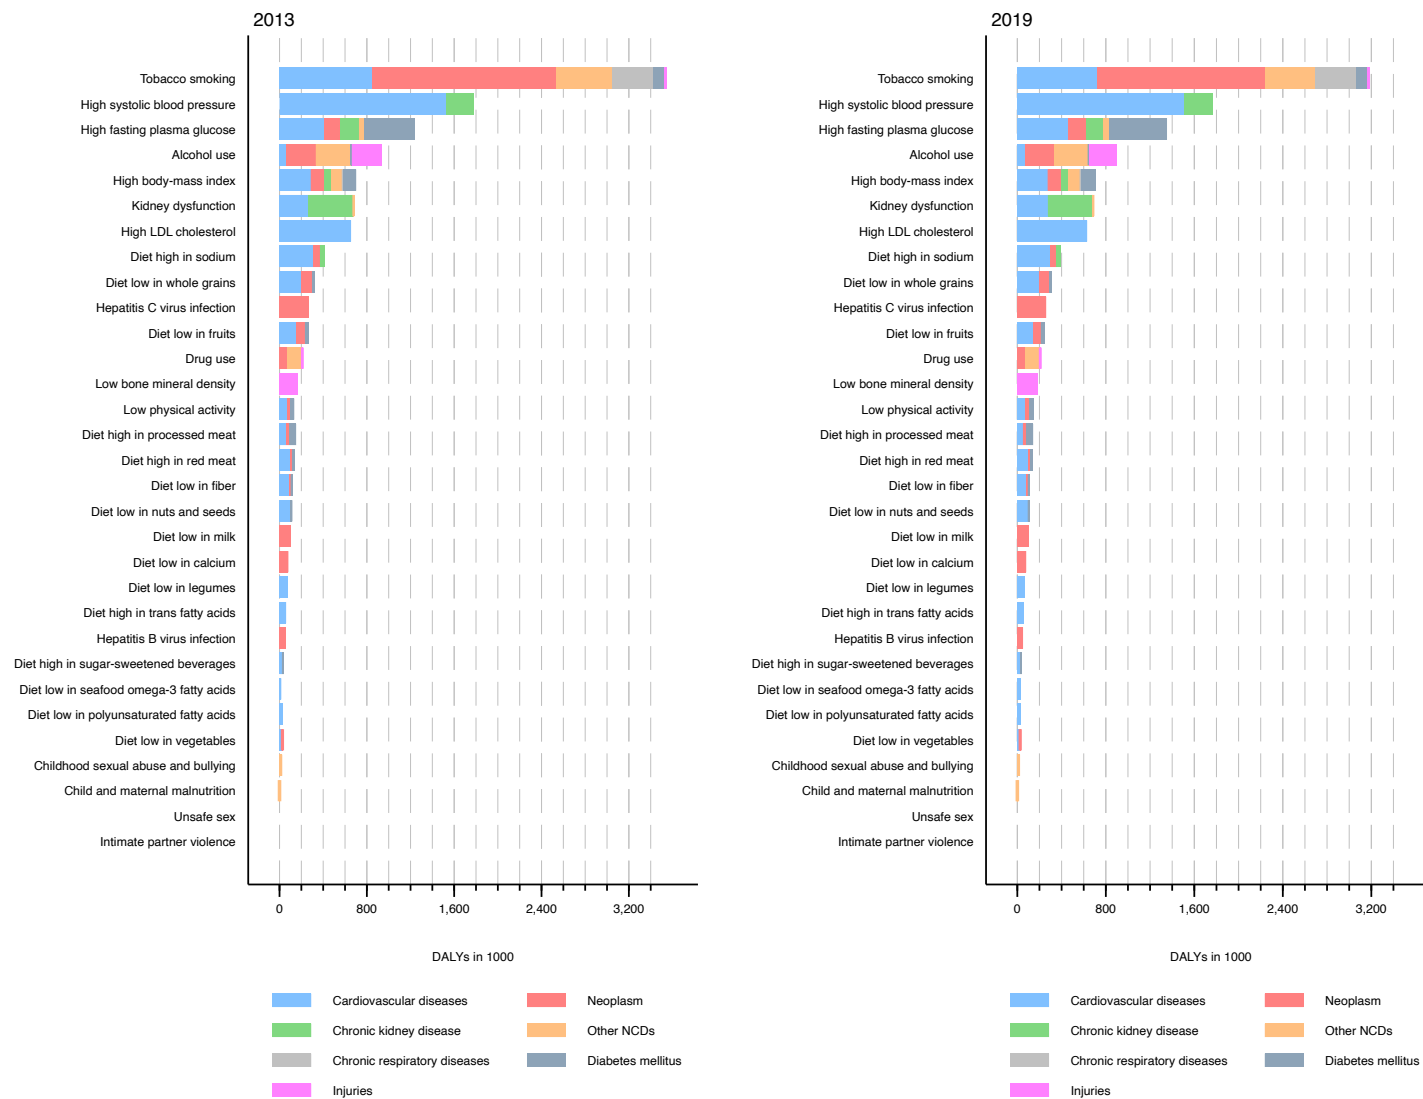 2013
Tobacco smoking
High systolic blood pressure
High fasting plasma glucose
Alcohol use
High body-mass index
Kidney dysfunction
High LDL cholesterol
Diet high in sodium
Diet low in whole grains
Hepatitis C virus infection
Diet low in fruits
Drug use
Low bone mineral density
Low physical activity
Diet high in processed meat
Diet high in red meat
Diet low in fiber
Diet low in nuts and seeds
Diet low in milk
Diet low in calcium
Diet low in legumes
Diet high in trans fatty acids
Hepatitis B virus infection
Diet high in sugar-sweetened beverages
Diet low in seafood omega-3 fatty acids
Diet low in polyunsaturated fatty acids
Diet low in vegetables
Childhood sexual abuse and bullying
Child and maternal malnutrition
Unsafe sex
Intimate partner violence
0 800 1,600 2,400 3,200
DALYs in 1000
Cardiovascular diseases Neoplasm
Chronic kidney disease Other NCDs
Chronic respiratory diseases Diabetes mellitus
Injuries
2019
Tobacco smoking
High systolic blood pressure
High fasting plasma glucose
Alcohol use
High body-mass index
Kidney dysfunction
High LDL cholesterol
Diet high in sodium
Diet low in whole grains
Hepatitis C virus infection
Diet low in fruits
Drug use
Low bone mineral density
Low physical activity
Diet high in processed meat
Diet high in red meat
Diet low in fiber
Diet low in nuts and seeds
Diet low in milk
Diet low in calcium
Diet low in legumes
Diet high in trans fatty acids
Hepatitis B virus infection
Diet high in sugar-sweetened beverages
Diet low in seafood omega-3 fatty acids
Diet low in polyunsaturated fatty acids
Diet low in vegetables
Childhood sexual abuse and bullying
Child and maternal malnutrition
Unsafe sex
Intimate partner violence
0 800 1,600 2,400 3,200
DALYs in 1000
Cardiovascular diseases Neoplasm
Chronic kidney disease Other NCDs
Chronic respiratory diseases Diabetes mellitus
Injuries